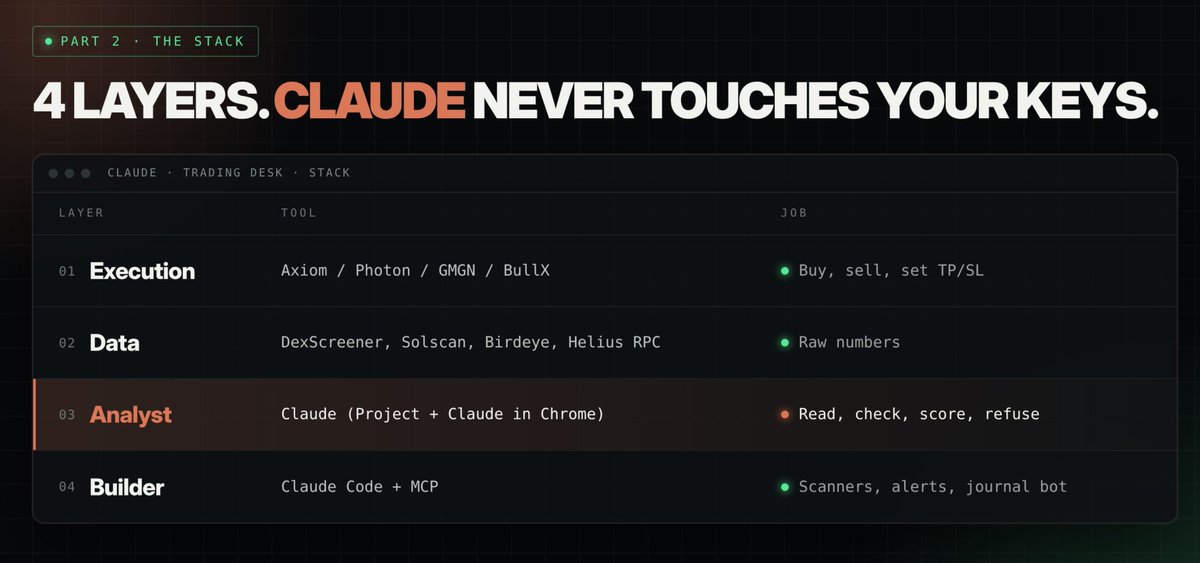 PART 2 · THE STACK
4 LAYERS. CLAUDE NEVER TOUCHES YOUR KEYS.
CLAUDE · TRADING DESK · STACK
LAYER TOOL JOB
01 Execution Axiom / Photon / GMGN / BullX Buy, sell, set TP/SL
02 Data DexScreener, Solscan, Birdeye, Helius RPC Raw numbers
03 Analyst Claude (Project + Claude in Chrome) Read, check, score, refuse
04 Builder Claude Code + MCP Scanners, alerts, journal bot